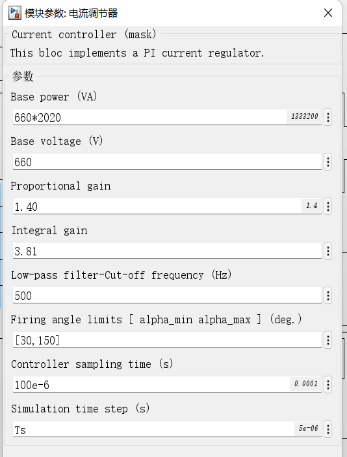 模块参数: 电流调节器
Current controller (mask)
This bloc implements a PI current regulator.
参数
Base power (VA)
660*2020 1333200
Base voltage (V)
660
Proportional gain
1.40 1.4
Integral gain
3.81
Low-pass filter-Cut-off frequency (Hz)
500
Firing angle limits [ alpha_min alpha_max ] (deg.)
[30,150]
Controller sampling time (s)
100e-6 0.0001
Simulation time step (s)
Ts 5e-06